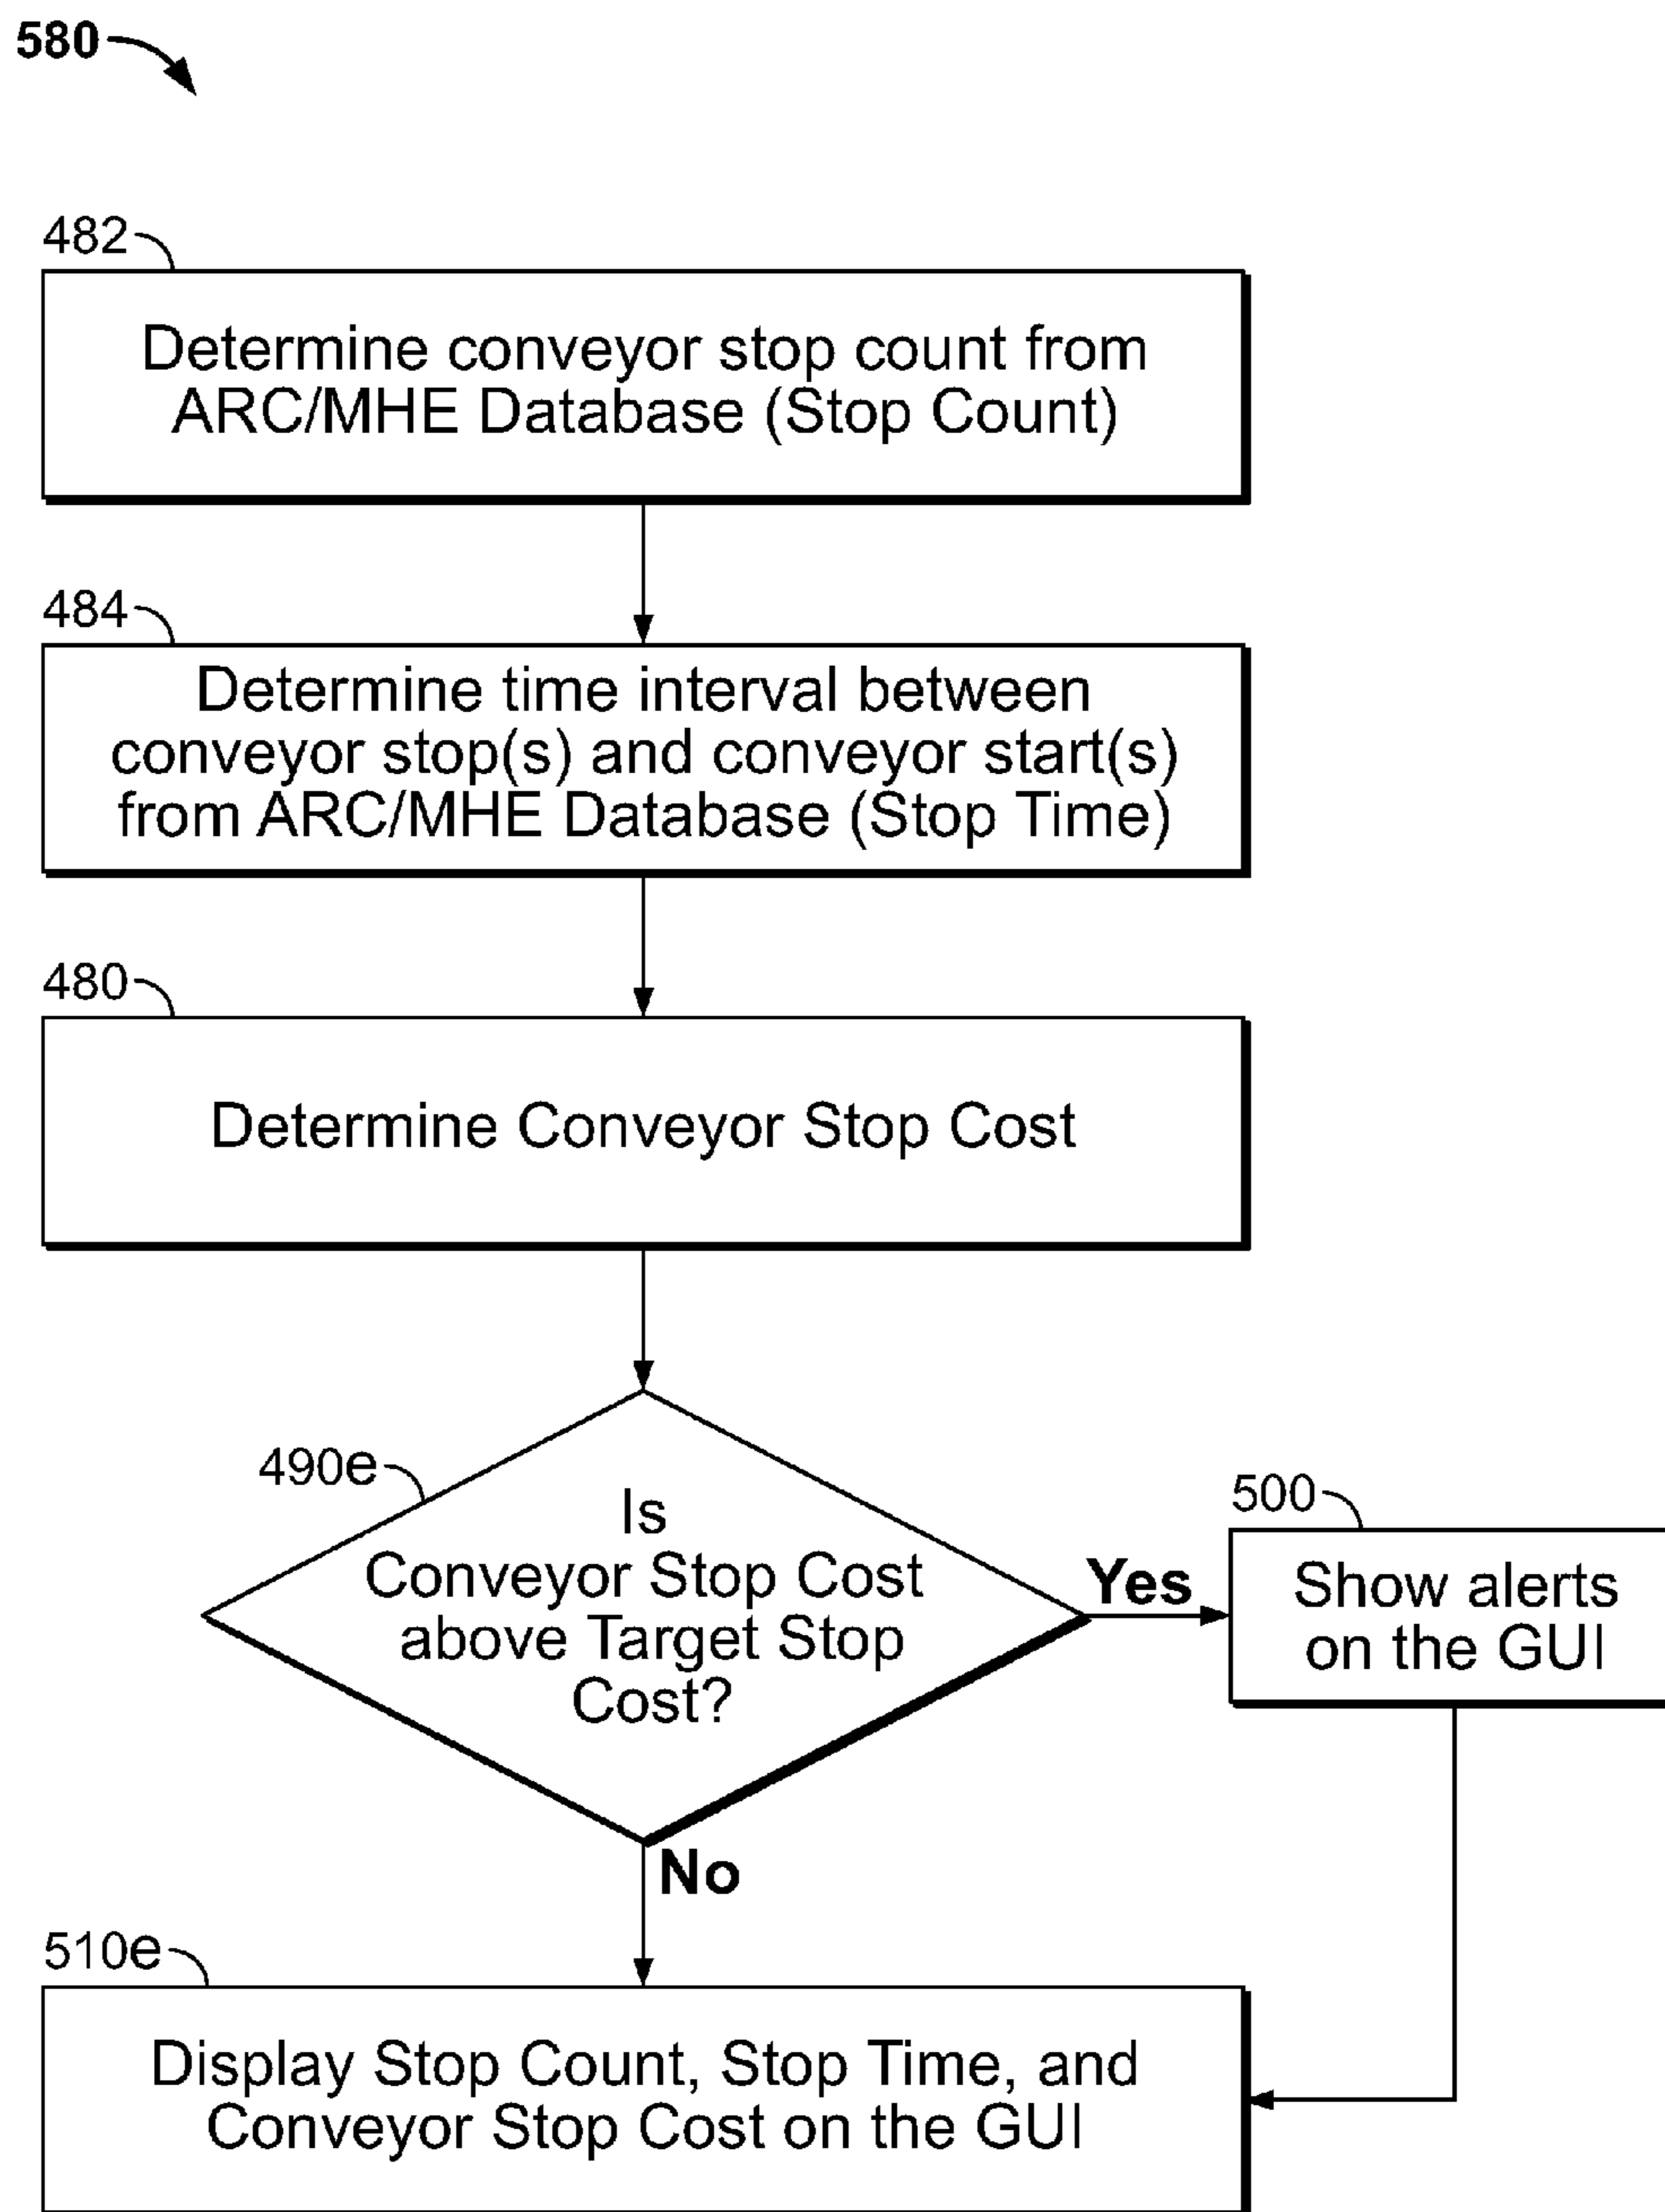 580
482
Determine conveyor stop count from
ARC/MHE Database (Stop Count)
484
Determine time interval between
conveyor stop(s) and conveyor start(s)
from ARC/MHE Database (Stop Time)
480
Determine Conveyor Stop Cost
490e
Is
Conveyor Stop Cost
above Target Stop
Cost?
Yes
500
Show alerts
on the GUI
No
510e
Display Stop Count, Stop Time, and
Conveyor Stop Cost on the GUI